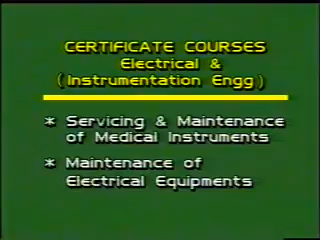 CERTIFICATE COURSES
Electrical &
(Instrumentation Engg)
* Servicing & Maintenance
of Medical Instruments
* Maintenance of
Electrical Equipments